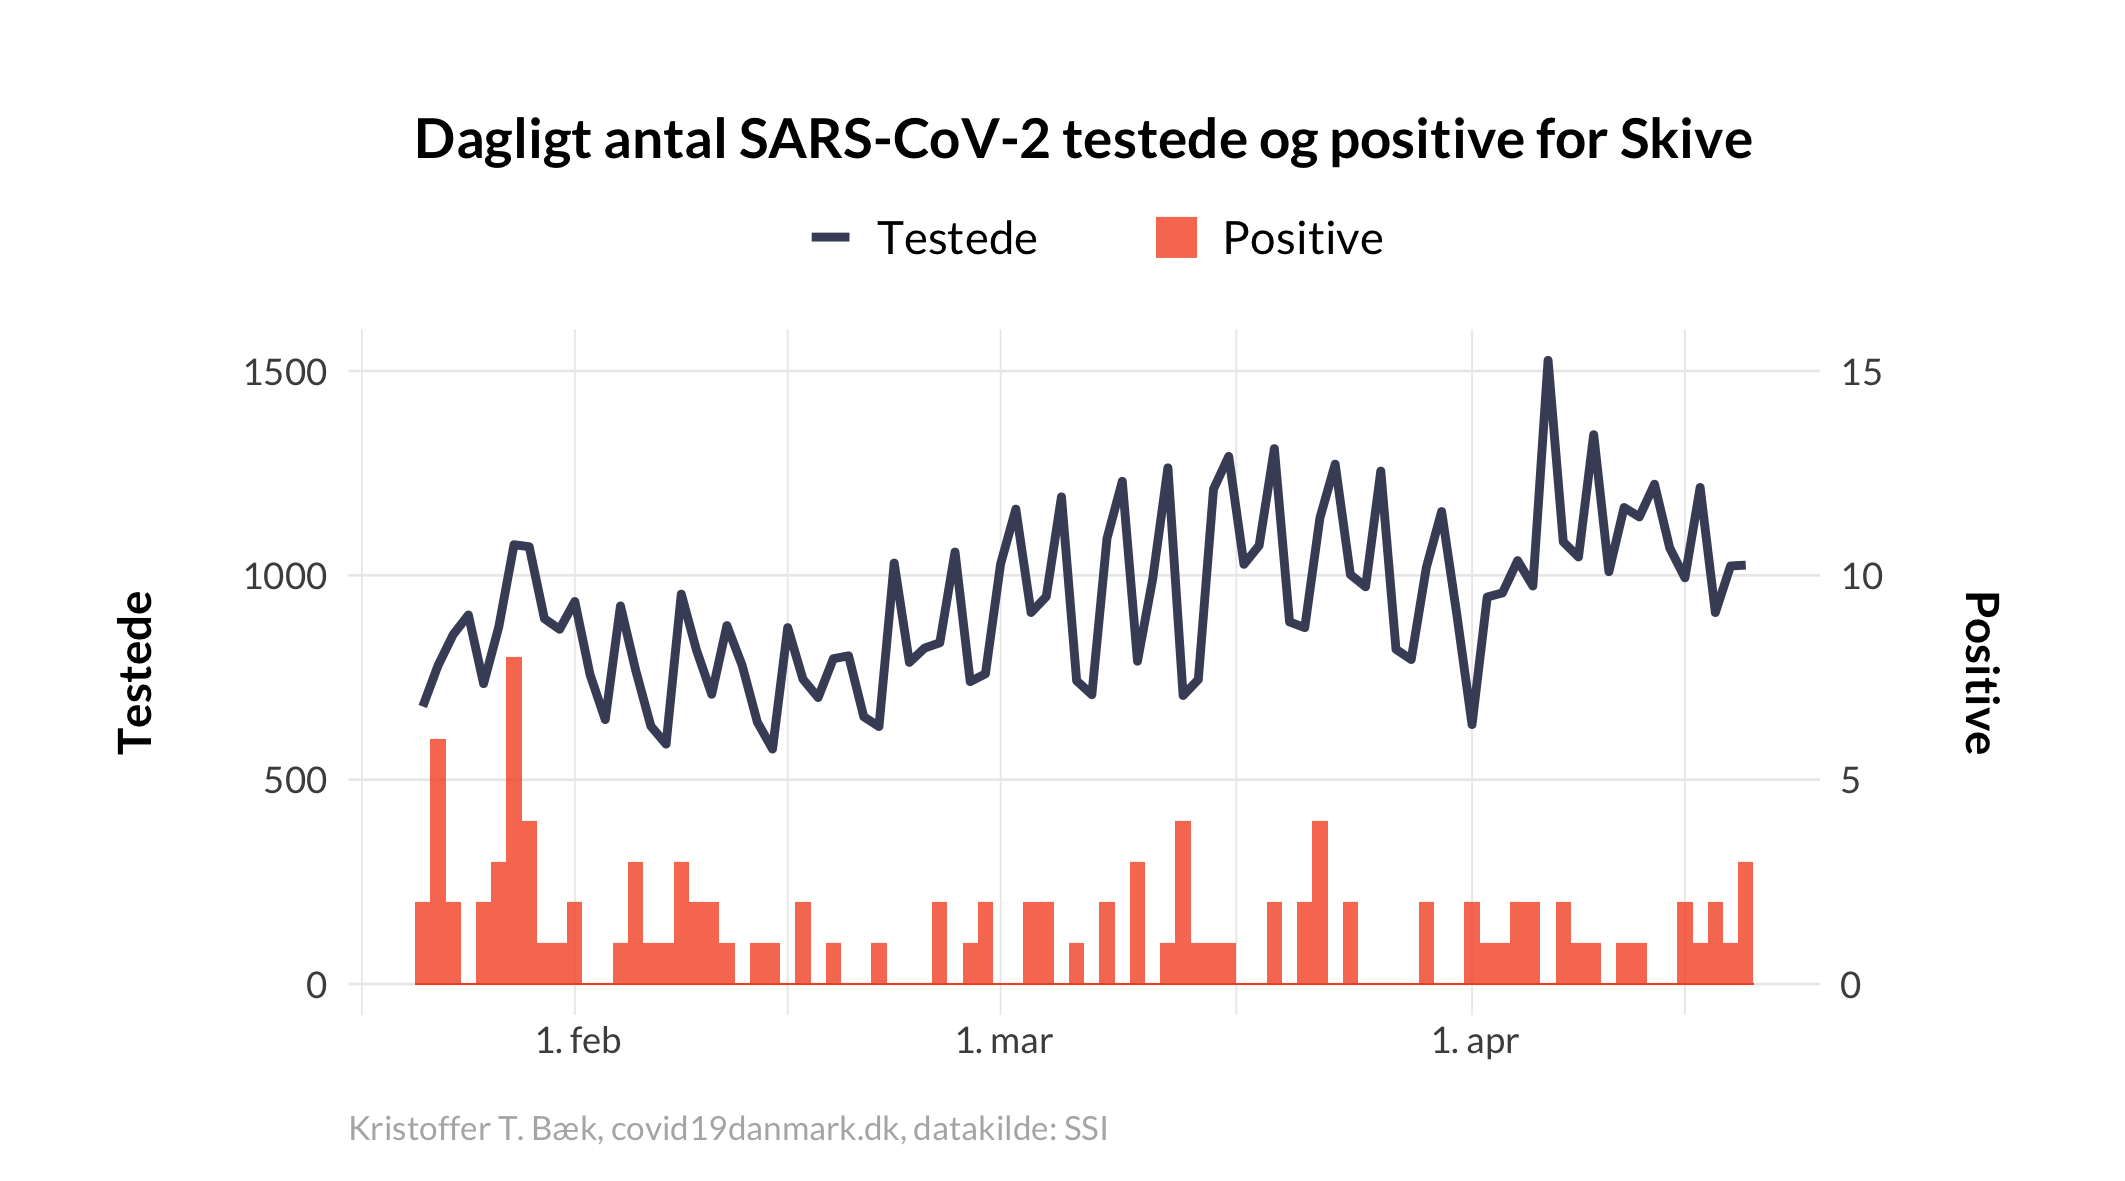 Dagligt antal SARS-CoV-2 testede og positive for Skive
Testede
Positive
1500
1000
500
0
Testede
15
10
5
0
Positive
1. feb
1. mar
1. apr
Kristoffer T. Bæk, covid19danmark.dk, datakilde: SSI